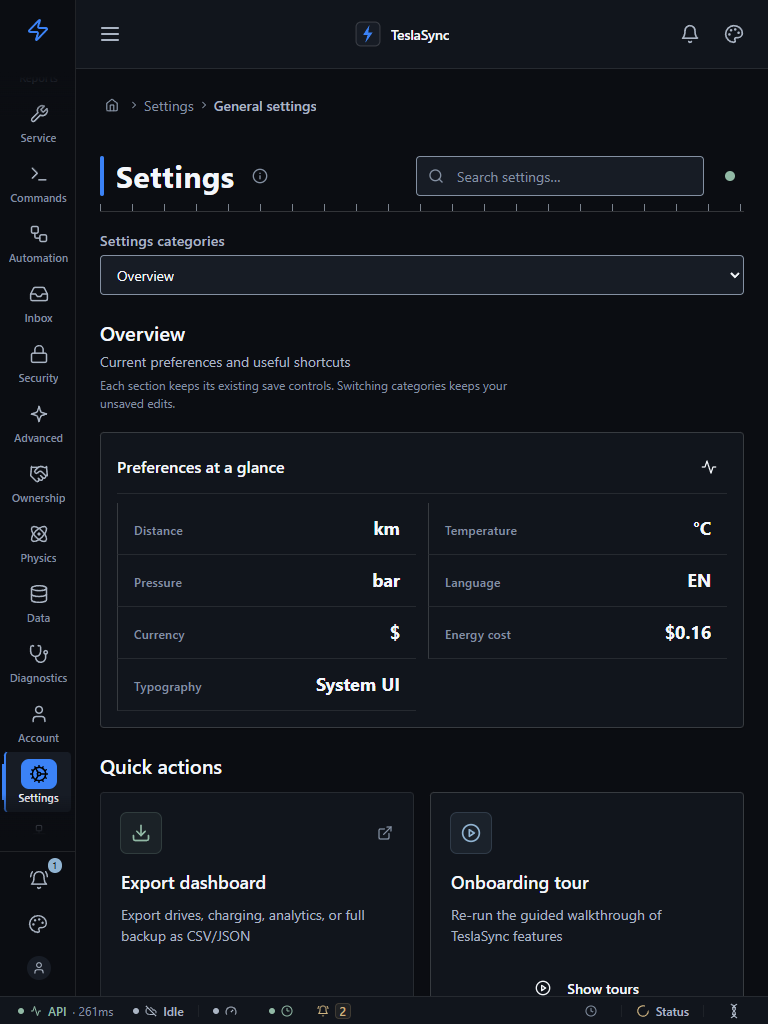 TeslaSync
Service
Commands
Automation
Inbox
Security
Advanced
Ownership
Physics
Data
Diagnostics
Account
Settings
1
Settings
General settings
Settings
Search settings...
Settings categories
Overview
Overview
Current preferences and useful shortcuts
Each section keeps its existing save controls. Switching categories keeps your
unsaved edits.
Preferences at a glance
Distance km
Temperature °C
Pressure bar
Language EN
Currency $
Energy cost $0.16
Typography System UI
Quick actions
Export dashboard
Export drives, charging, analytics, or full
backup as CSV/JSON
Onboarding tour
Re-run the guided walkthrough of
TeslaSync features
Show tours
API · 261ms
Idle
2
Status